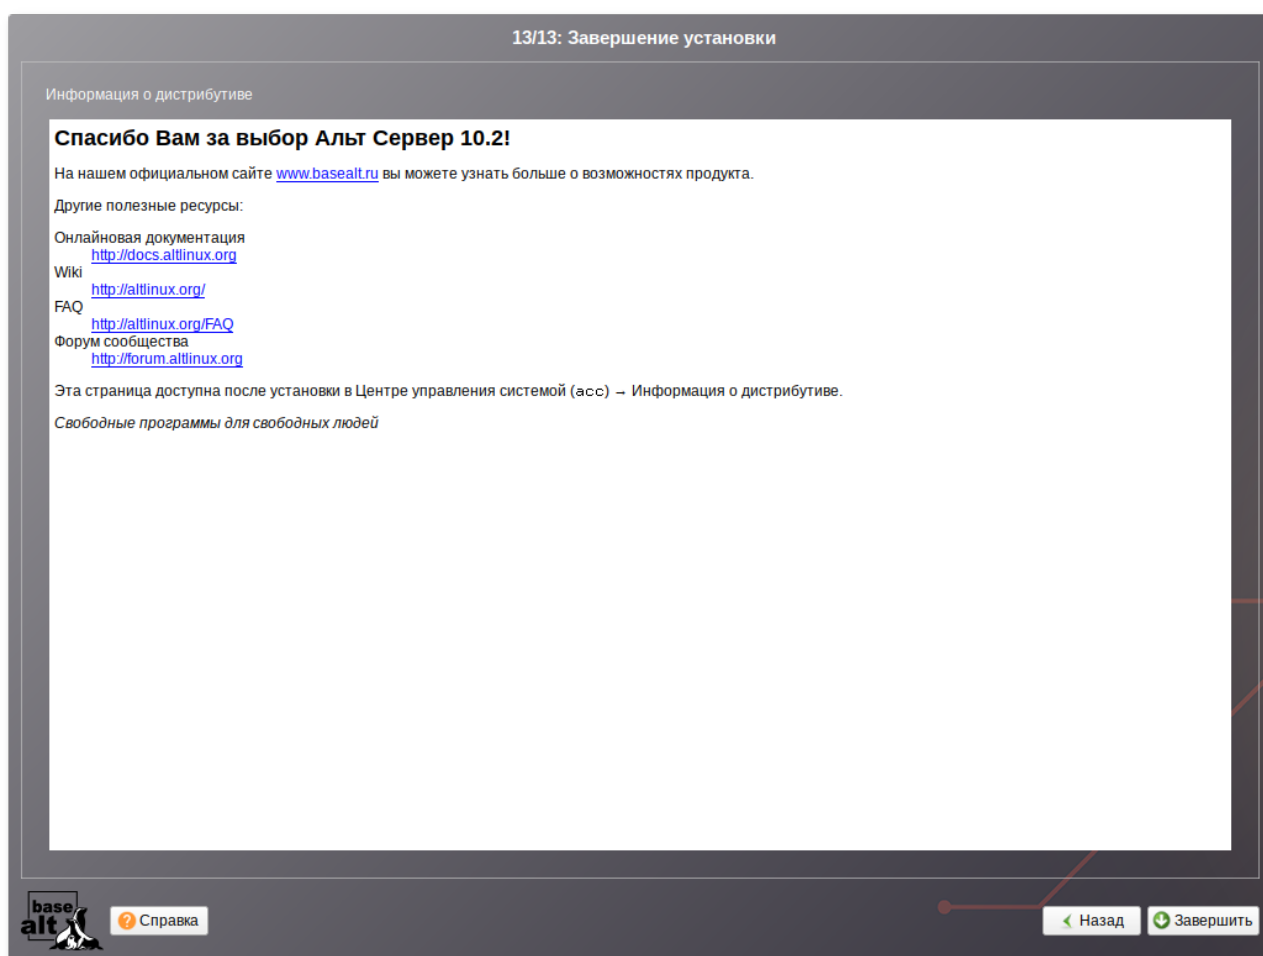 13/13: Завершение установки
Информация о дистрибутиве
Спасибо Вам за выбор Альт Сервер 10.2!
На нашем официальном сайте www.basealt.ru вы можете узнать больше о возможностях продукта.
Другие полезные ресурсы:
Онлайновая документация
http://docs.altlinux.org
Wiki
http://altlinux.org/
FAQ
http://altlinux.org/FAQ
Форум сообщества
http://forum.altlinux.org
Эта страница доступна после установки в Центре управления системой (acc) → Информация о дистрибутиве.
Свободные программы для свободных людей
base
alt
Справка
Назад
Завершить